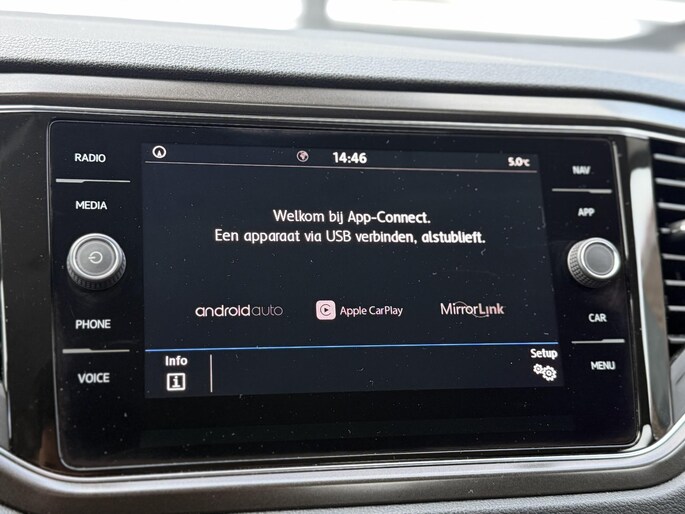 RADIO
MEDIA
PHONE
VOICE
14:46
5.0°C
Welkom bij App-Connect.
Een apparaat via USB verbinden, alstublieft.
androidauto
Apple CarPlay
MirrorLink
Info
Setup
NAV
APP
CAR
MENU